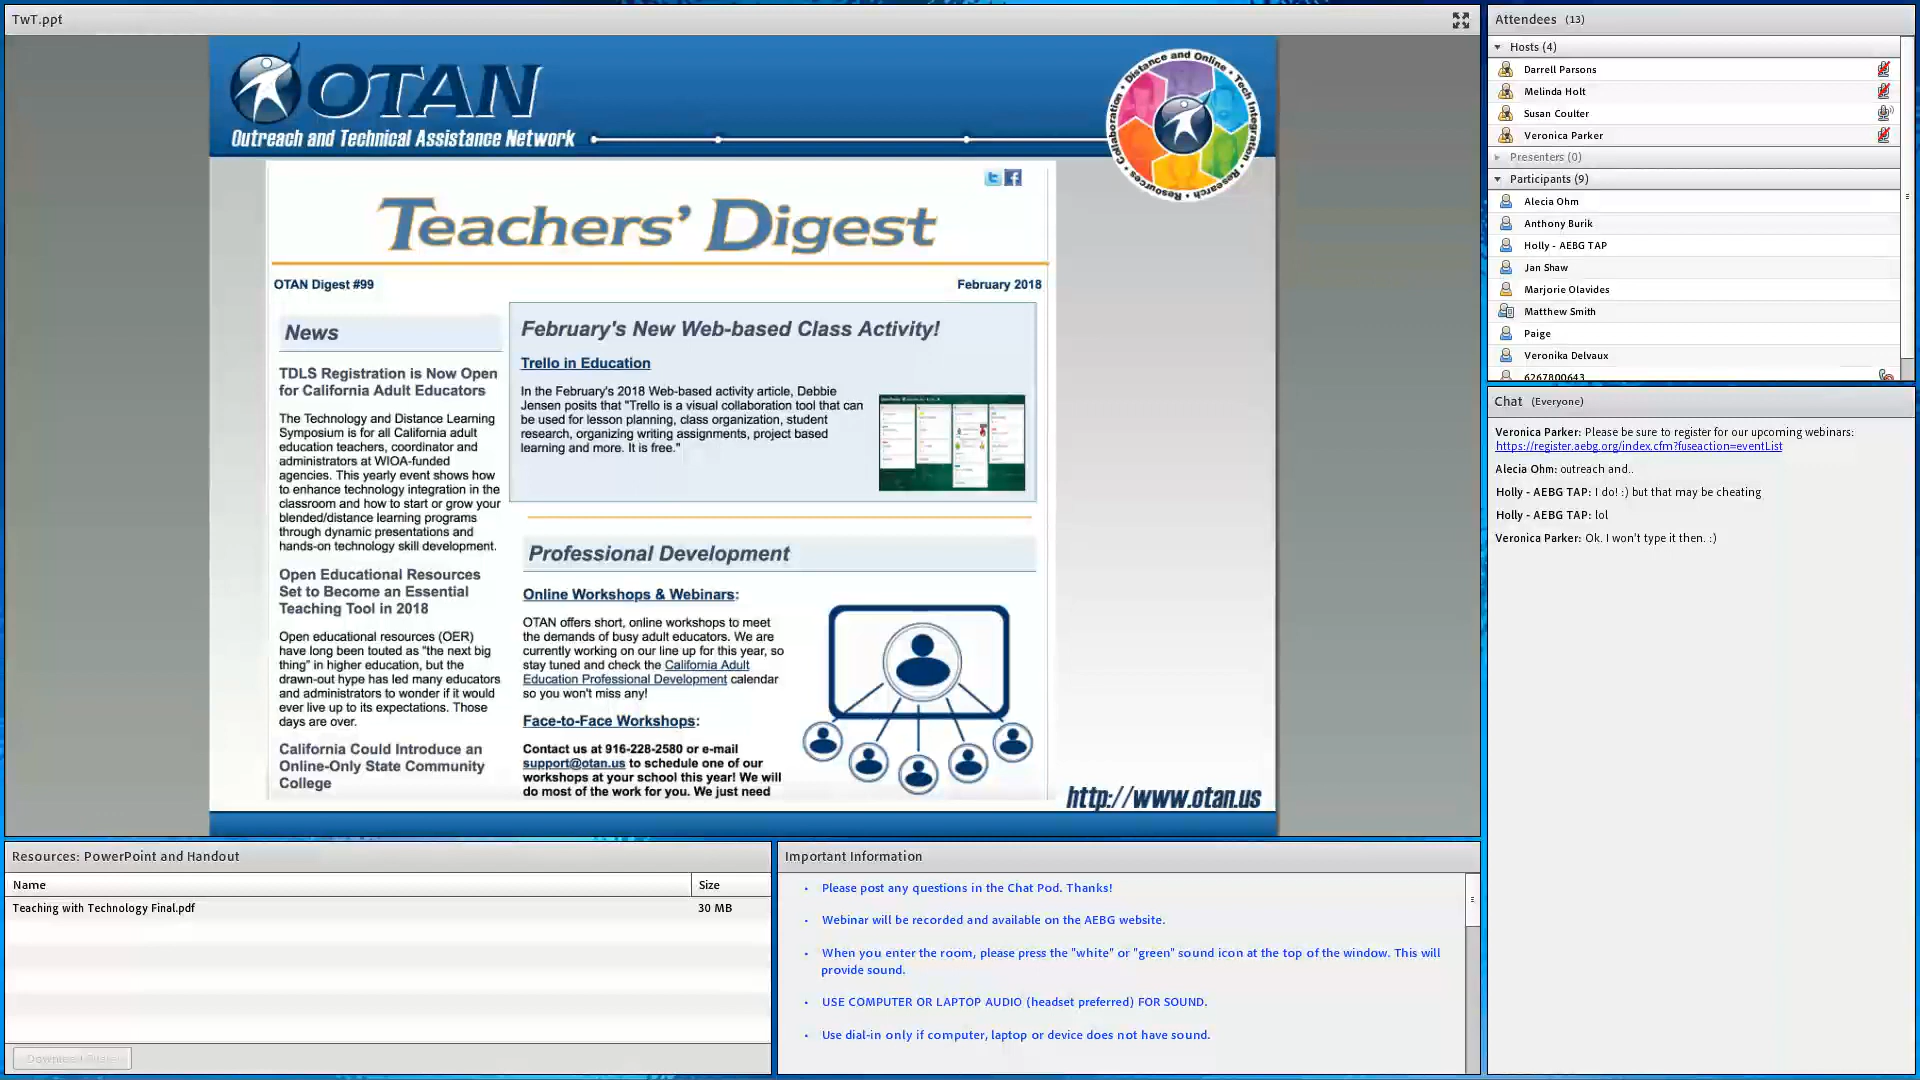 TwT.ppt
OTAN
Outreach and Technical Assistance Network
Distance and Online • Tech Integration • Research • Resources • Collaboration •
Teachers' Digest
OTAN Digest #99
February 2018
News
TDLS Registration is Now Open
for California Adult Educators
The Technology and Distance Learning
Symposium is for all California adult
education teachers, coordinator and
administrators at WIOA-funded
agencies. This yearly event shows how
to enhance technology integration in the
classroom and how to start or grow your
blended/distance learning programs
through dynamic presentations and
hands-on technology skill development.
Open Educational Resources
Set to Become an Essential
Teaching Tool in 2018
Open educational resources (OER)
have long been touted as “the next big
thing” in higher education, but the
drawn-out hype has led many educators
and administrators to wonder if it would
ever live up to its expectations. Those
days are over.
California Could Introduce an
Online-Only State Community
College
February's New Web-based Class Activity!
Trello in Education
In the February's 2018 Web-based activity article, Debbie
Jensen posits that "Trello is a visual collaboration tool that can
be used for lesson planning, class organization, student
research, organizing writing assignments, project based
learning and more. It is free."
Professional Development
Online Workshops & Webinars:
OTAN offers short, online workshops to meet
the demands of busy adult educators. We are
currently working on our line up for this year, so
stay tuned and check the California Adult
Education Professional Development calendar
so you won't miss any!
Face-to-Face Workshops:
Contact us at 916-228-2580 or e-mail
support@otan.us to schedule one of our
workshops at your school this year! We will
do most of the work for you. We just need
http://www.otan.us
Attendees (13)
Hosts (4)
Darrell Parsons
Melinda Holt
Susan Coulter
Veronica Parker
Presenters (0)
Participants (9)
Alecia Ohm
Anthony Burik
Holly - AEBG TAP
Jan Shaw
Marjorie Olavides
Matthew Smith
Paige
Veronika Delvaux
6267800643
Chat (Everyone)
Veronica Parker: Please be sure to register for our upcoming webinars:
https://register.aebg.org/index.cfm?fuseaction=eventList
Alecia Ohm: outreach and..
Holly - AEBG TAP: I do! :) but that may be cheating
Holly - AEBG TAP: lol
Veronica Parker: Ok. I won't type it then. :)
Resources: PowerPoint and Handout
Name Size
Teaching with Technology Final.pdf 30 MB
Important Information
• Please post any questions in the Chat Pod. Thanks!
• Webinar will be recorded and available on the AEBG website.
• When you enter the room, please press the "white" or "green" sound icon at the top of the window. This will
provide sound.
• USE COMPUTER OR LAPTOP AUDIO (headset preferred) FOR SOUND.
• Use dial-in only if computer, laptop or device does not have sound.